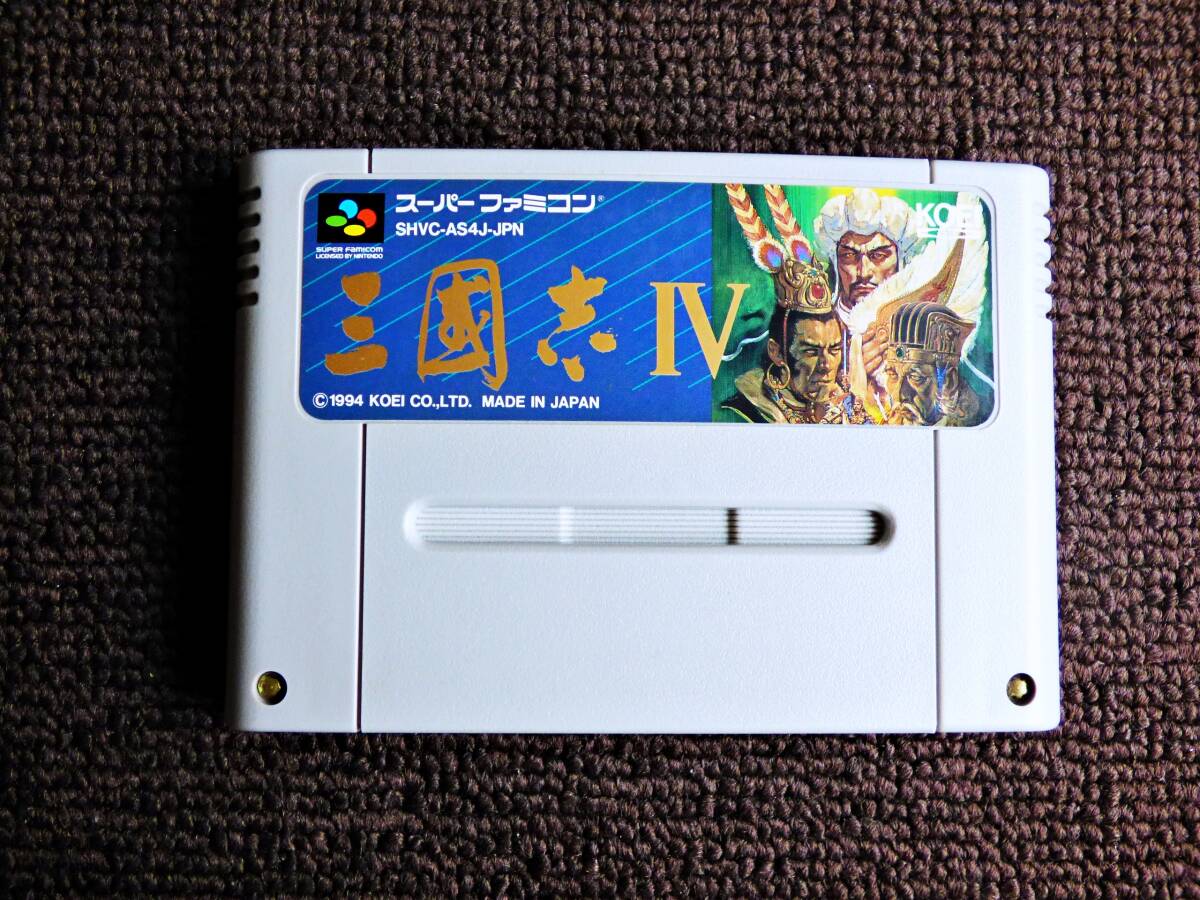 スーパーファミコン®
SHVC-AS4J-JPN
SUPER FAMICOM
LICENSED BY NINTENDO
KOEI
三國志 IV
©1994 KOEI CO.,LTD. MADE IN JAPAN